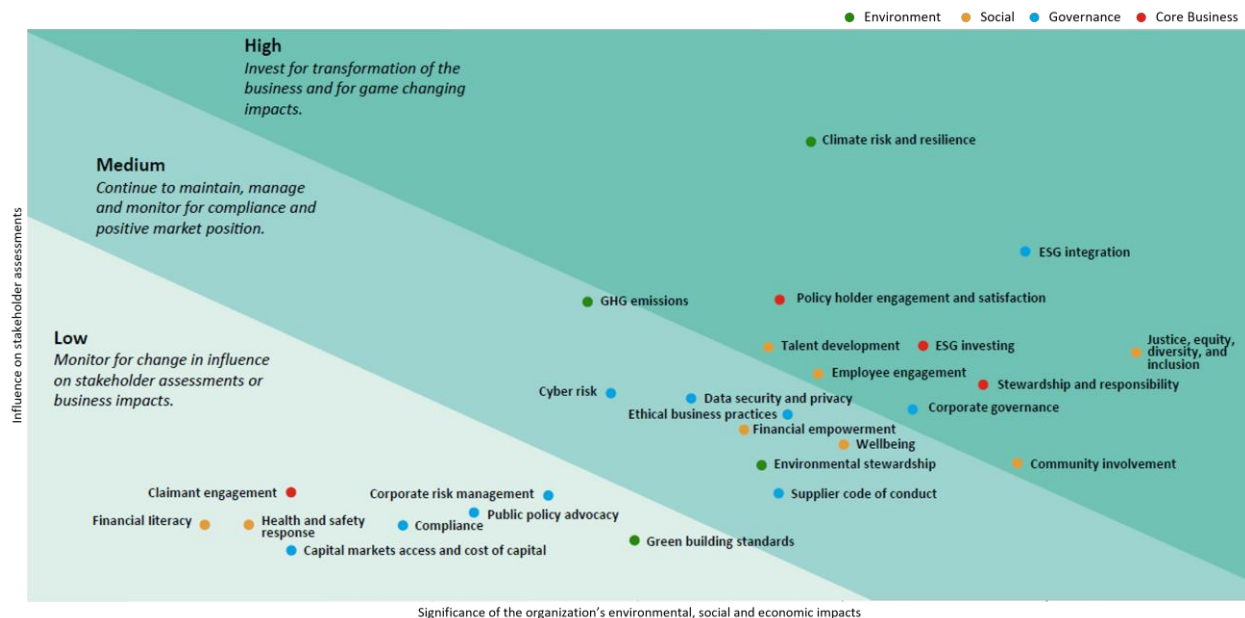 Environment
Social
Governance
Core Business
High
Invest for transformation of the
business and for game changing
impacts.
Climate risk and resilience
Medium
Continue to maintain, manage
and monitor for compliance and
positive market position.
Influence on stakeholder assessments
ESG integration
GHG emissions
Policy holder engagement and satisfaction
Low
Monitor for change in influence
on stakeholder assessments or
business impacts.
Talent development
ESG investing
Justice, equity,
diversity, and
inclusion
Employee engagement
Stewardship and responsibility
Cyber risk
Data security and privacy
Corporate governance
Ethical business practices
Financial empowerment
Wellbeing
Environmental stewardship
Community involvement
Claimant engagement
Corporate risk management
Supplier code of conduct
Public policy advocacy
Financial literacy
Health and safety
response
Compliance
Green building standards
Capital markets access and cost of capital
Significance of the organization's environmental, social and economic impacts